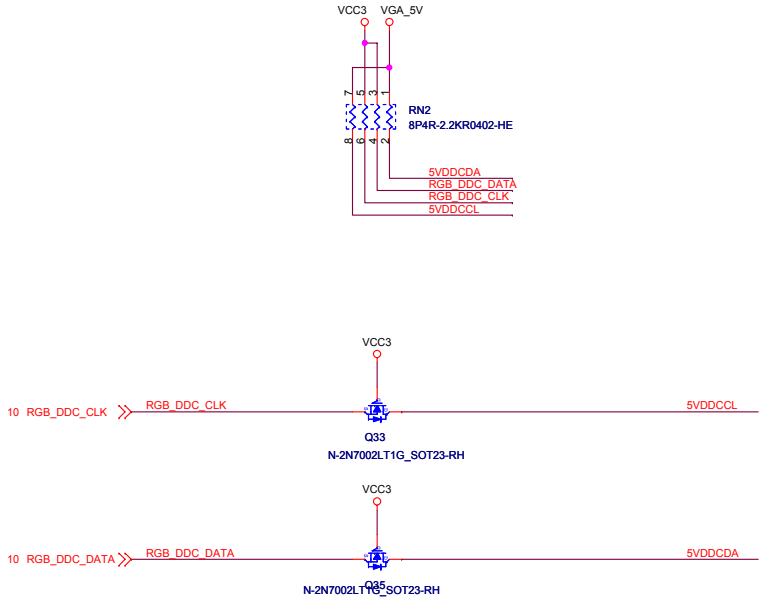 VCC3 VGA_5V
7 5 3 1
RN2
8P4R-2.2KR0402-HE
8 6 4 2
5VDDCDA
RGB_DDC_DATA
RGB_DDC_CLK
5VDDCCL
VCC3
10 RGB_DDC_CLK RGB_DDC_CLK 5VDDCCL
Q33
N-2N7002LT1G_SOT23-RH
VCC3
10 RGB_DDC_DATA RGB_DDC_DATA 5VDDCDA
Q35
N-2N7002LT1G_SOT23-RH